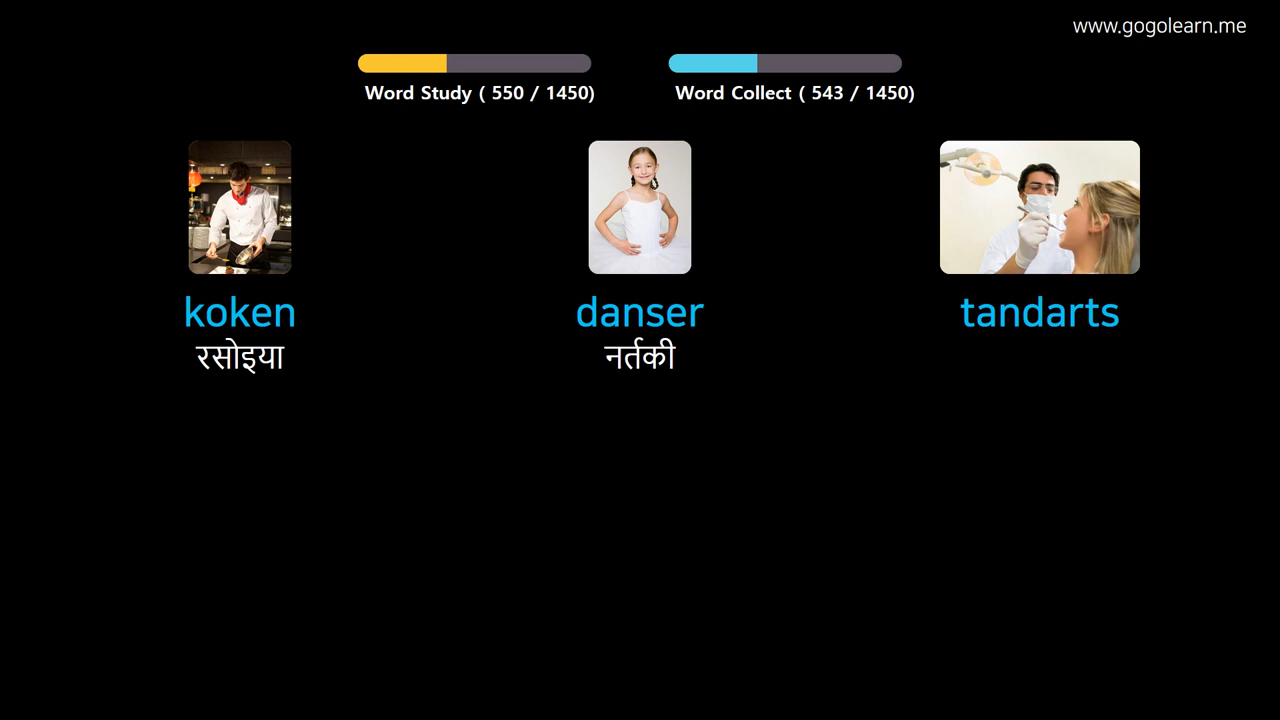 www.gogolearn.me
Word Study ( 550 / 1450)
Word Collect ( 543 / 1450)
koken
रसोइया
danser
नर्तकी
tandarts